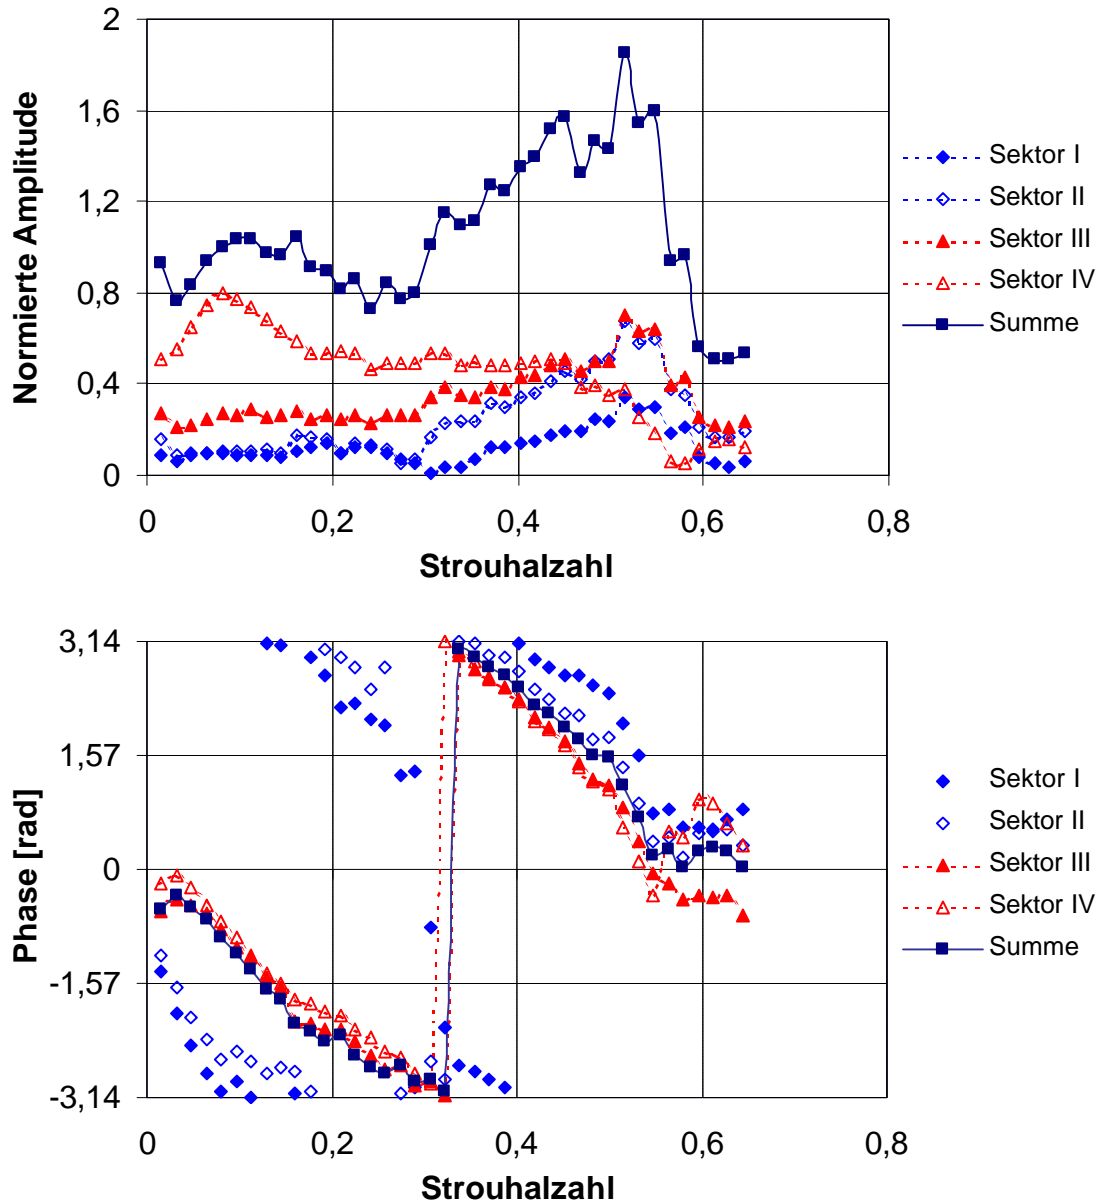 2
1,6
1,2
0,8
0,4
0
Normierte Amplitude
0 0,2 0,4 0,6 0,8
Strouhalzahl
Sektor I
Sektor II
Sektor III
Sektor IV
Summe
3,14
1,57
0
-1,57
-3,14
Phase [rad]
0 0,2 0,4 0,6 0,8
Strouhalzahl
Sektor I
Sektor II
Sektor III
Sektor IV
Summe